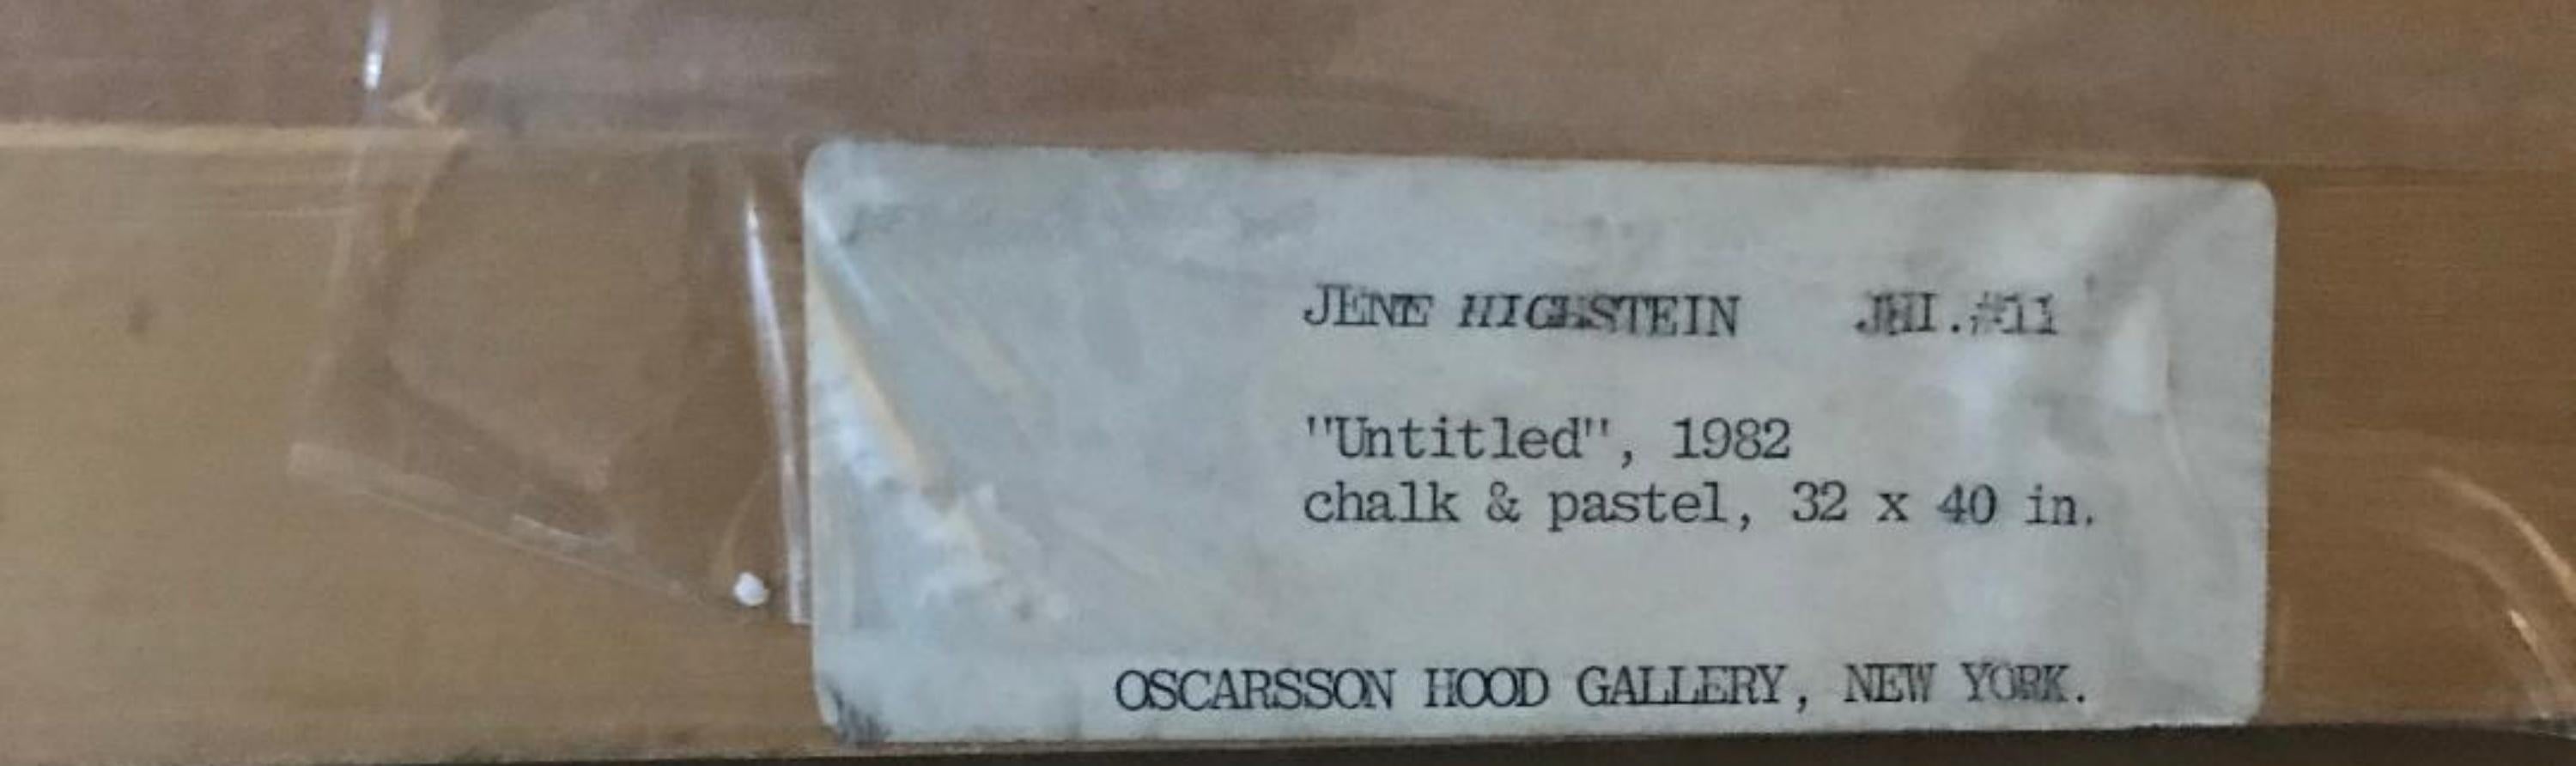 JENE HIGHSTEIN JHI.#11
"Untitled", 1982
chalk & pastel, 32 x 40 in.
OSCARSSON HOOD GALLERY, NEW YORK.